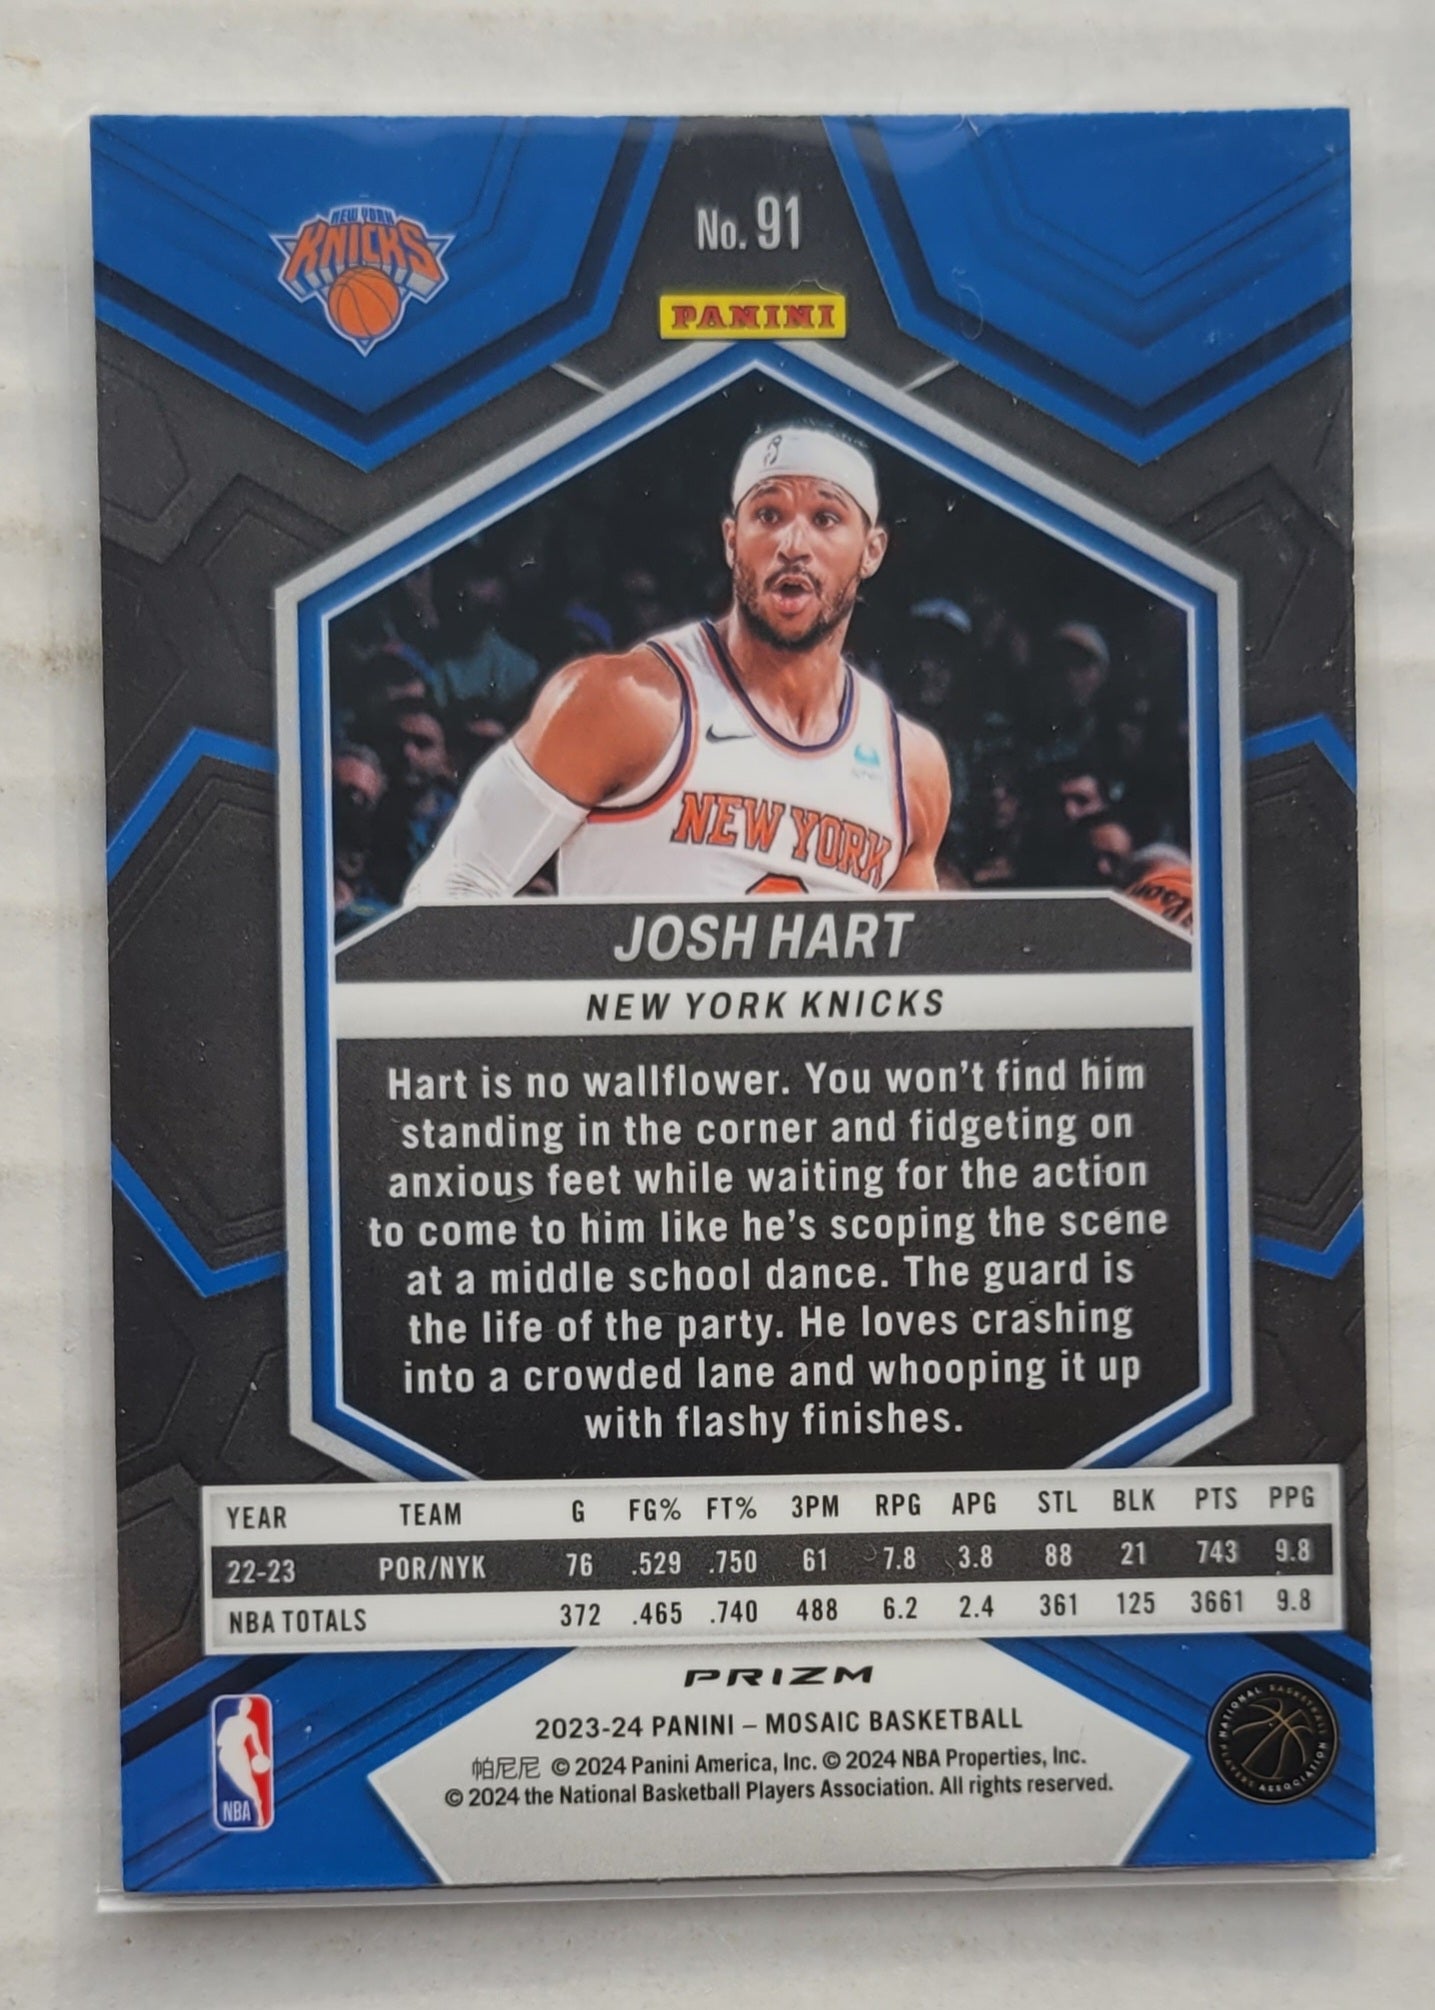 NEW YORK
KNICKS
No. 91
PANINI
NEW YORK
JOSH HART
NEW YORK KNICKS
Hart is no wallflower. You won't find him
standing in the corner and fidgeting on
anxious feet while waiting for the action
to come to him like he's scoping the scene
at a middle school dance. The guard is
the life of the party. He loves crashing
into a crowded lane and whooping it up
with flashy finishes.
YEAR TEAM G FG% FT% 3PM RPG APG STL BLK PTS PPG
22-23 POR/NYK 76 .529 .750 61 7.8 3.8 88 21 743 9.8
NBA TOTALS 372 .465 .740 488 6.2 2.4 361 125 3661 9.8
PRIZM
2023-24 PANINI – MOSAIC BASKETBALL
帕尼尼 © 2024 Panini America, Inc. © 2024 NBA Properties, Inc.
© 2024 the National Basketball Players Association. All rights reserved.
NBA
NATIONAL BASKETBALL PLAYERS ASSOCIATION